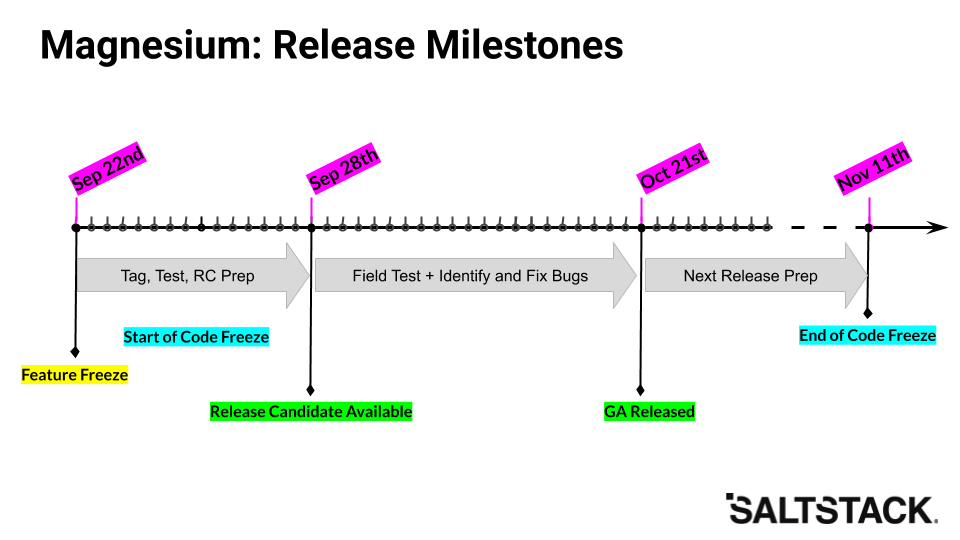 Magnesium: Release Milestones
Sep 22nd
Sep 28th
Oct 21st
Nov 11th
Tag, Test, RC Prep
Field Test + Identify and Fix Bugs
Next Release Prep
Start of Code Freeze
End of Code Freeze
Feature Freeze
Release Candidate Available
GA Released
SALTSTACK.